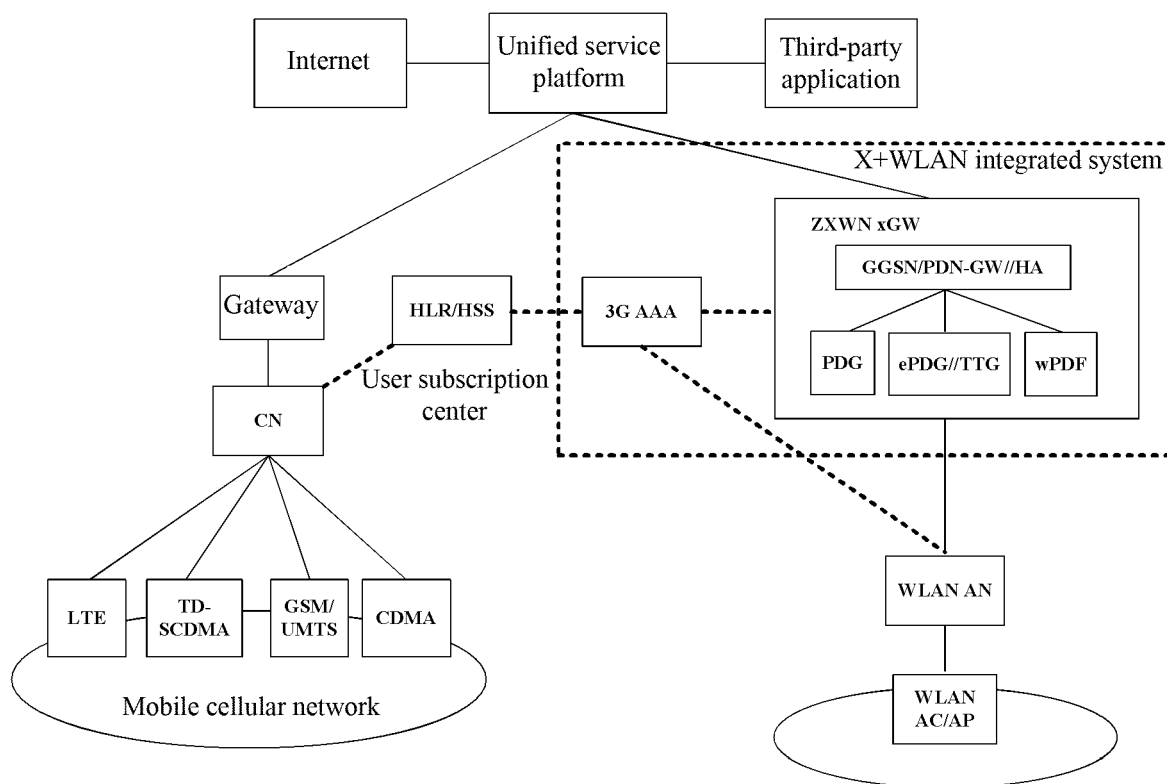 Internet
Unified service
platform
Third-party
application
X+WLAN integrated system
ZXWN xGW
GGSN/PDN-GW//HA
PDG
ePDG//TTG
wPDF
Gateway
HLR/HSS
3G AAA
User subscription
center
CN
LTE
TD-
SCDMA
GSM/
UMTS
CDMA
Mobile cellular network
WLAN AN
WLAN
AC/AP